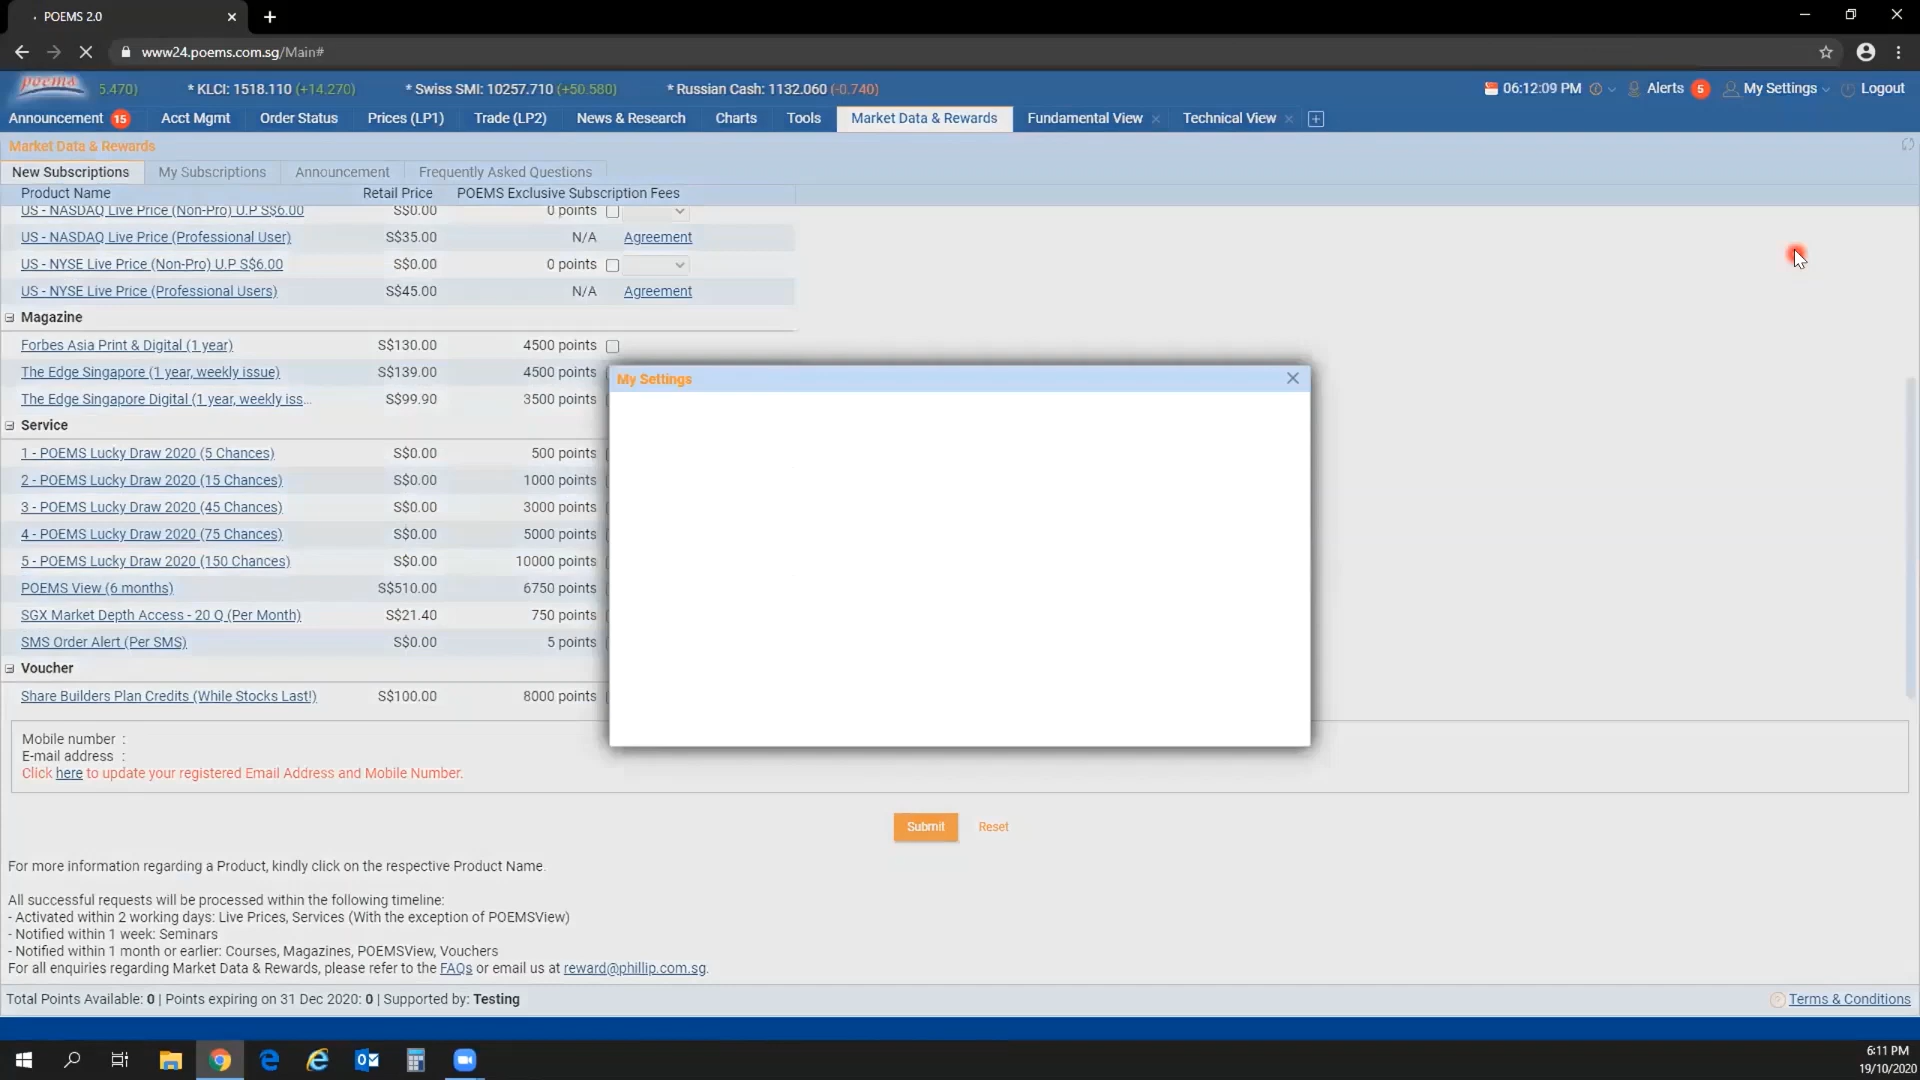 POEMS 2.0
www24.poems.com.sg/Main#
poems
5.470) * KLCI: 1518.110 (+14.270) * Swiss SMI: 10257.710 (+50.580) * Russian Cash: 1132.060 (-0.740) 06:12:09 PM Alerts 5 My Settings Logout
Announcement 15 Acct Mgmt Order Status Prices (LP1) Trade (LP2) News & Research Charts Tools Market Data & Rewards Fundamental View Technical View
Market Data & Rewards
New Subscriptions My Subscriptions Announcement Frequently Asked Questions
Product Name Retail Price POEMS Exclusive Subscription Fees
US - NASDAQ Live Price (Non-Pro) U.P S$6.00 S$0.00 0 points
US - NASDAQ Live Price (Professional User) S$35.00 N/A Agreement
US - NYSE Live Price (Non-Pro) U.P S$6.00 S$0.00 0 points
US - NYSE Live Price (Professional Users) S$45.00 N/A Agreement
Magazine
Forbes Asia Print & Digital (1 year) S$130.00 4500 points
The Edge Singapore (1 year, weekly issue) S$139.00 4500 points
My Settings
The Edge Singapore Digital (1 year, weekly iss... S$99.90 3500 points
Service
1 - POEMS Lucky Draw 2020 (5 Chances) S$0.00 500 points
2 - POEMS Lucky Draw 2020 (15 Chances) S$0.00 1000 points
3 - POEMS Lucky Draw 2020 (45 Chances) S$0.00 3000 points
4 - POEMS Lucky Draw 2020 (75 Chances) S$0.00 5000 points
5 - POEMS Lucky Draw 2020 (150 Chances) S$0.00 10000 points
POEMS View (6 months) S$510.00 6750 points
SGX Market Depth Access - 20 Q (Per Month) S$21.40 750 points
SMS Order Alert (Per SMS) S$0.00 5 points
Voucher
Share Builders Plan Credits (While Stocks Last!) S$100.00 8000 points
Mobile number :
E-mail address :
Click here to update your registered Email Address and Mobile Number.
Submit Reset
For more information regarding a Product, kindly click on the respective Product Name.
All successful requests will be processed within the following timeline:
- Activated within 2 working days: Live Prices, Services (With the exception of POEMSView)
- Notified within 1 week: Seminars
- Notified within 1 month or earlier: Courses, Magazines, POEMSView, Vouchers
For all enquiries regarding Market Data & Rewards, please refer to the FAQs or email us at reward@phillip.com.sg.
Total Points Available: 0 | Points expiring on 31 Dec 2020: 0 | Supported by: Testing Terms & Conditions
6:11 PM
19/10/2020